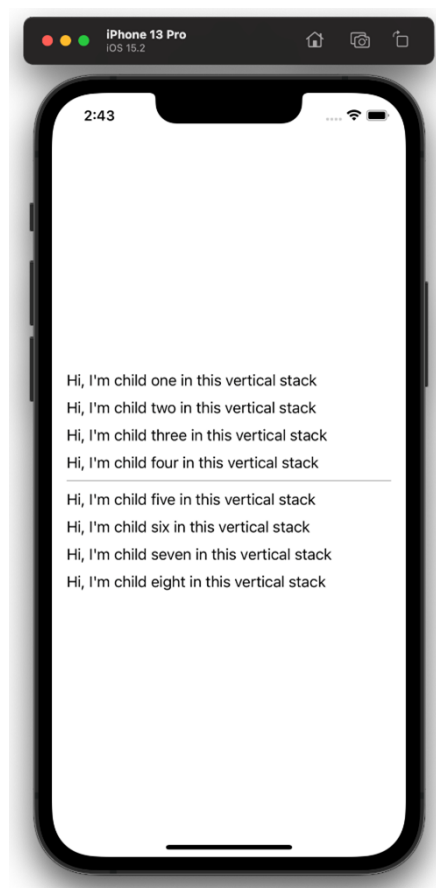 iPhone 13 Pro
iOS 15.2
2:43
Hi, I'm child one in this vertical stack
Hi, I'm child two in this vertical stack
Hi, I'm child three in this vertical stack
Hi, I'm child four in this vertical stack
Hi, I'm child five in this vertical stack
Hi, I'm child six in this vertical stack
Hi, I'm child seven in this vertical stack
Hi, I'm child eight in this vertical stack